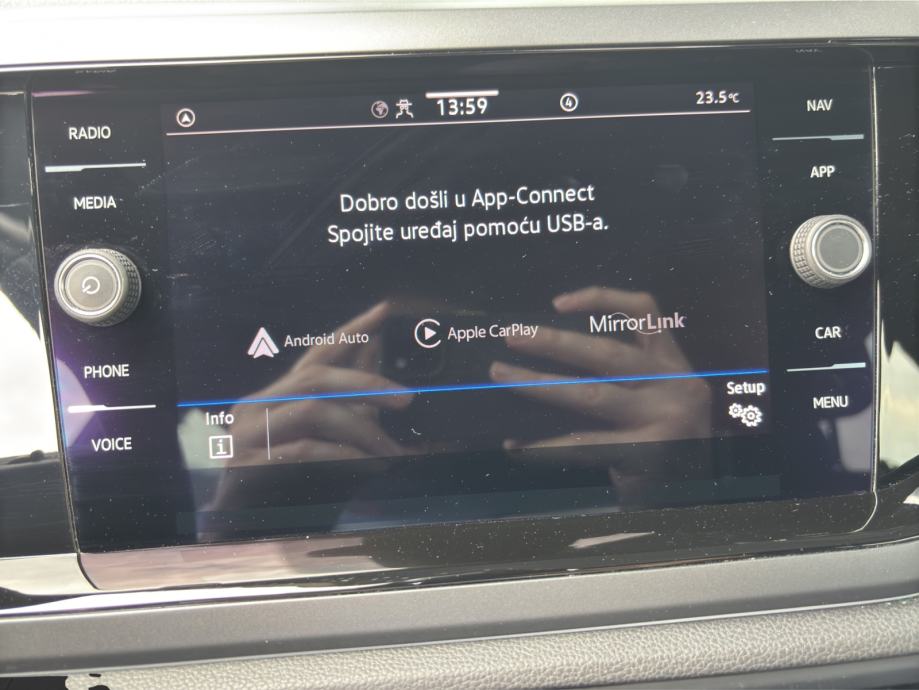 RADIO
MEDIA
PHONE
VOICE
13:59
4
23.5°C
Dobro došli u App-Connect
Spojite uređaj pomoću USB-a.
Android Auto
Apple CarPlay
MirrorLink
Info
i
Setup
NAV
APP
CAR
MENU